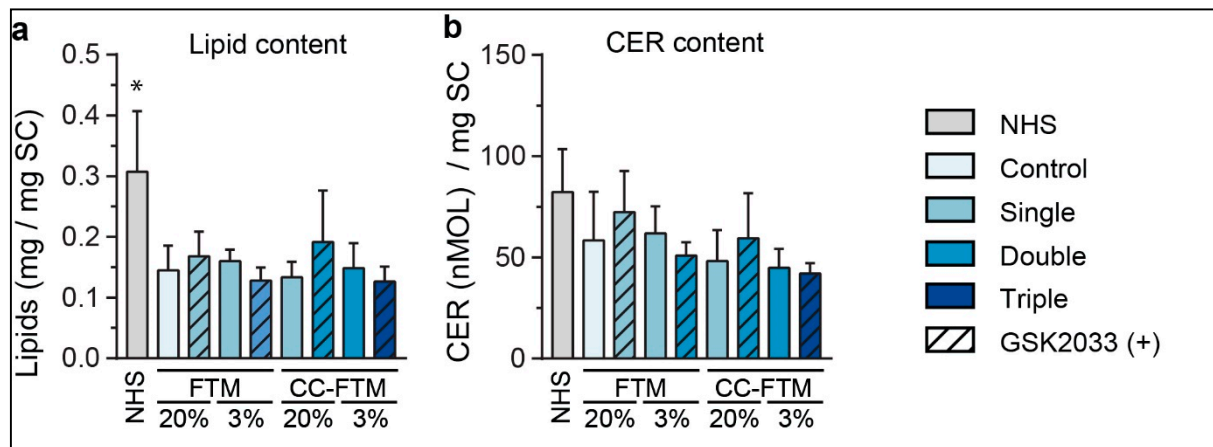 a
Lipid content
Lipids (mg / mg SC)
0.5
0.4
0.3
0.2
0.1
0.0
*
NHS
FTM
CC-FTM
20%
3%
20%
3%
b
CER content
CER (nMOL) / mg SC
150
100
50
0
NHS
FTM
CC-FTM
20%
3%
20%
3%
NHS
Control
Single
Double
Triple
GSK2033 (+)